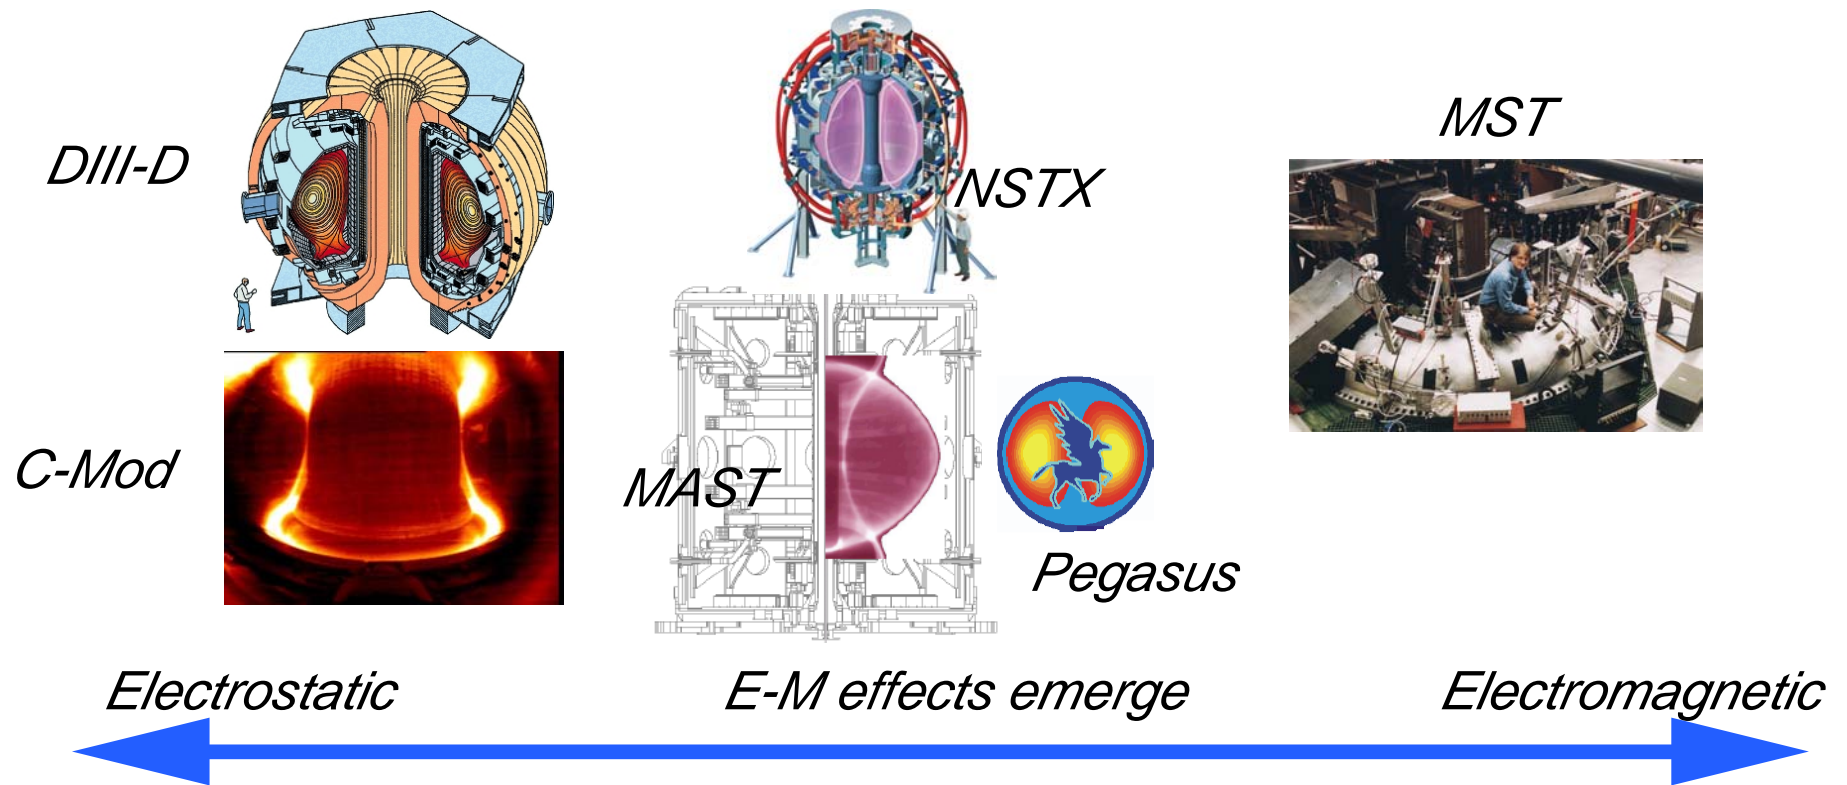 DIII-D
NSTX
MST
C-Mod
MAST
Pegasus
Electrostatic
E-M effects emerge
Electromagnetic